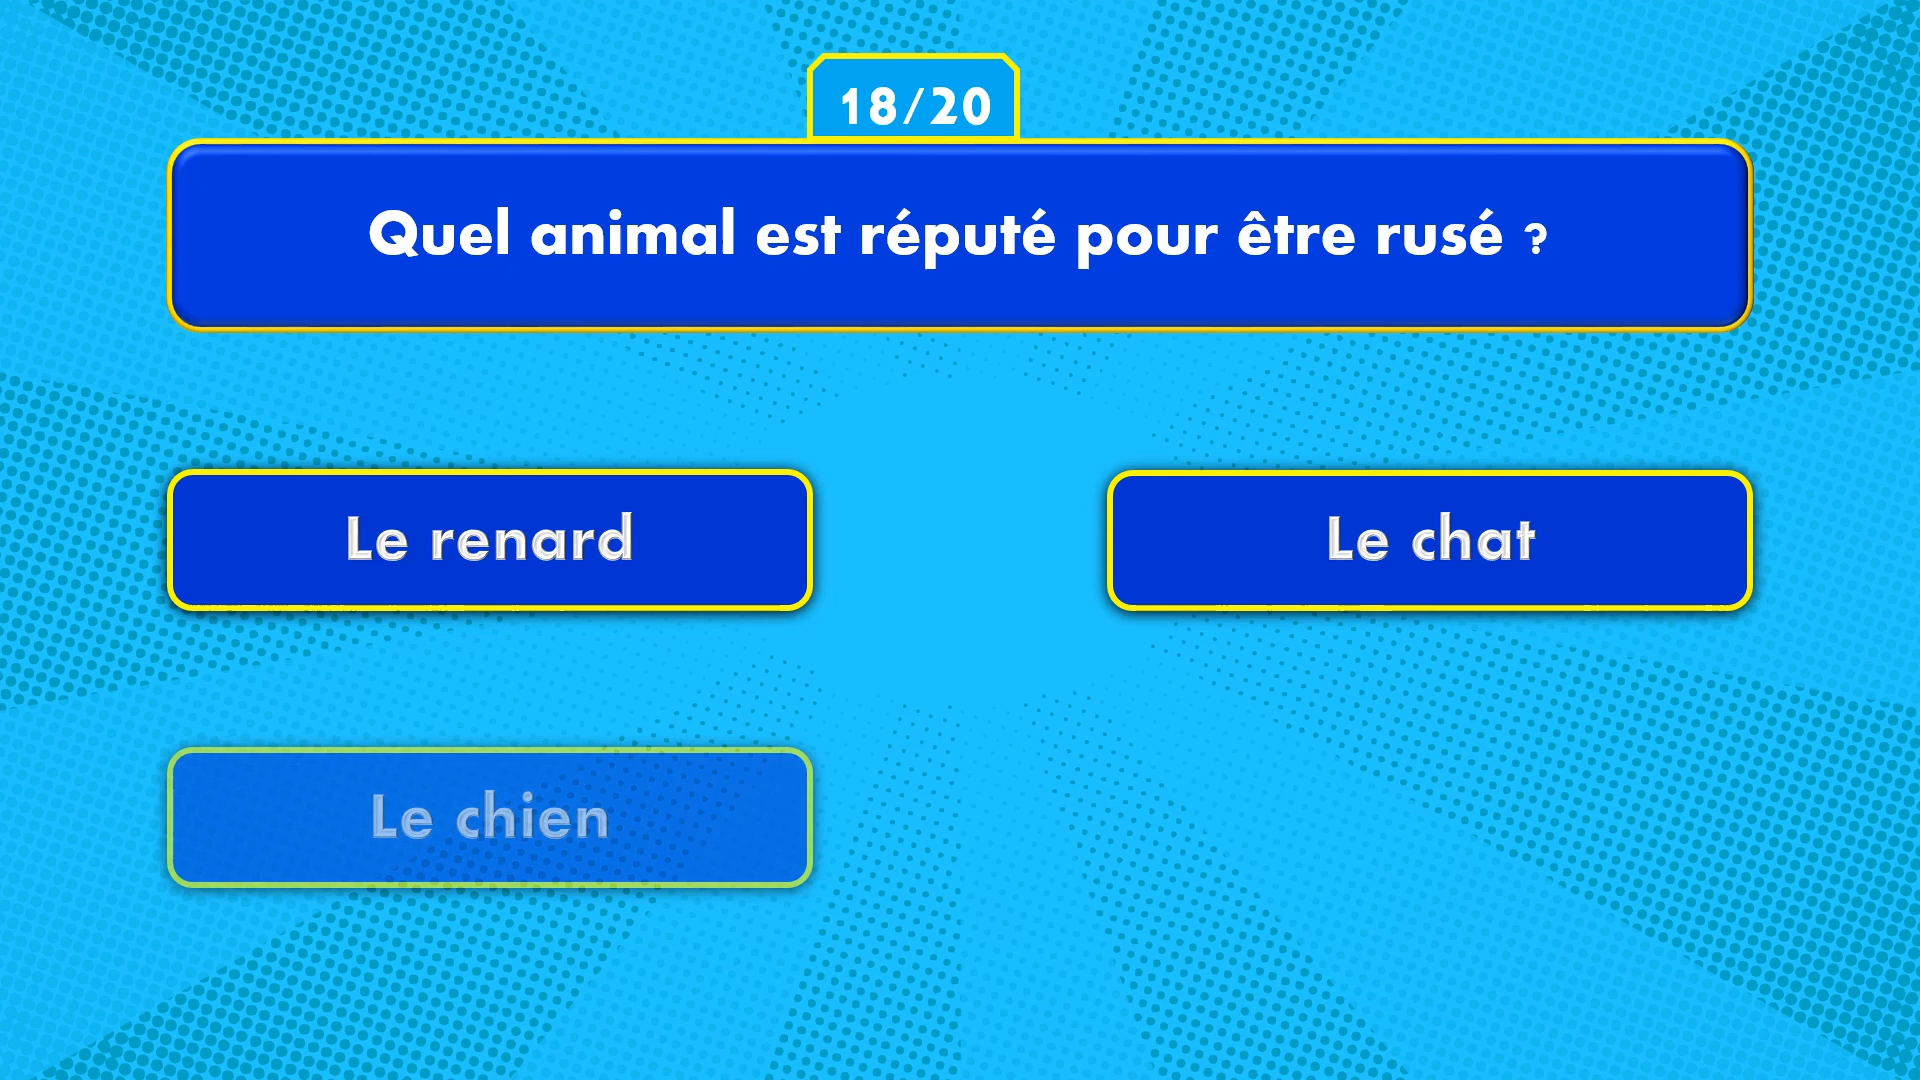 18/20
Quel animal est réputé pour être rusé ?
Le renard
Le chat
Le chien